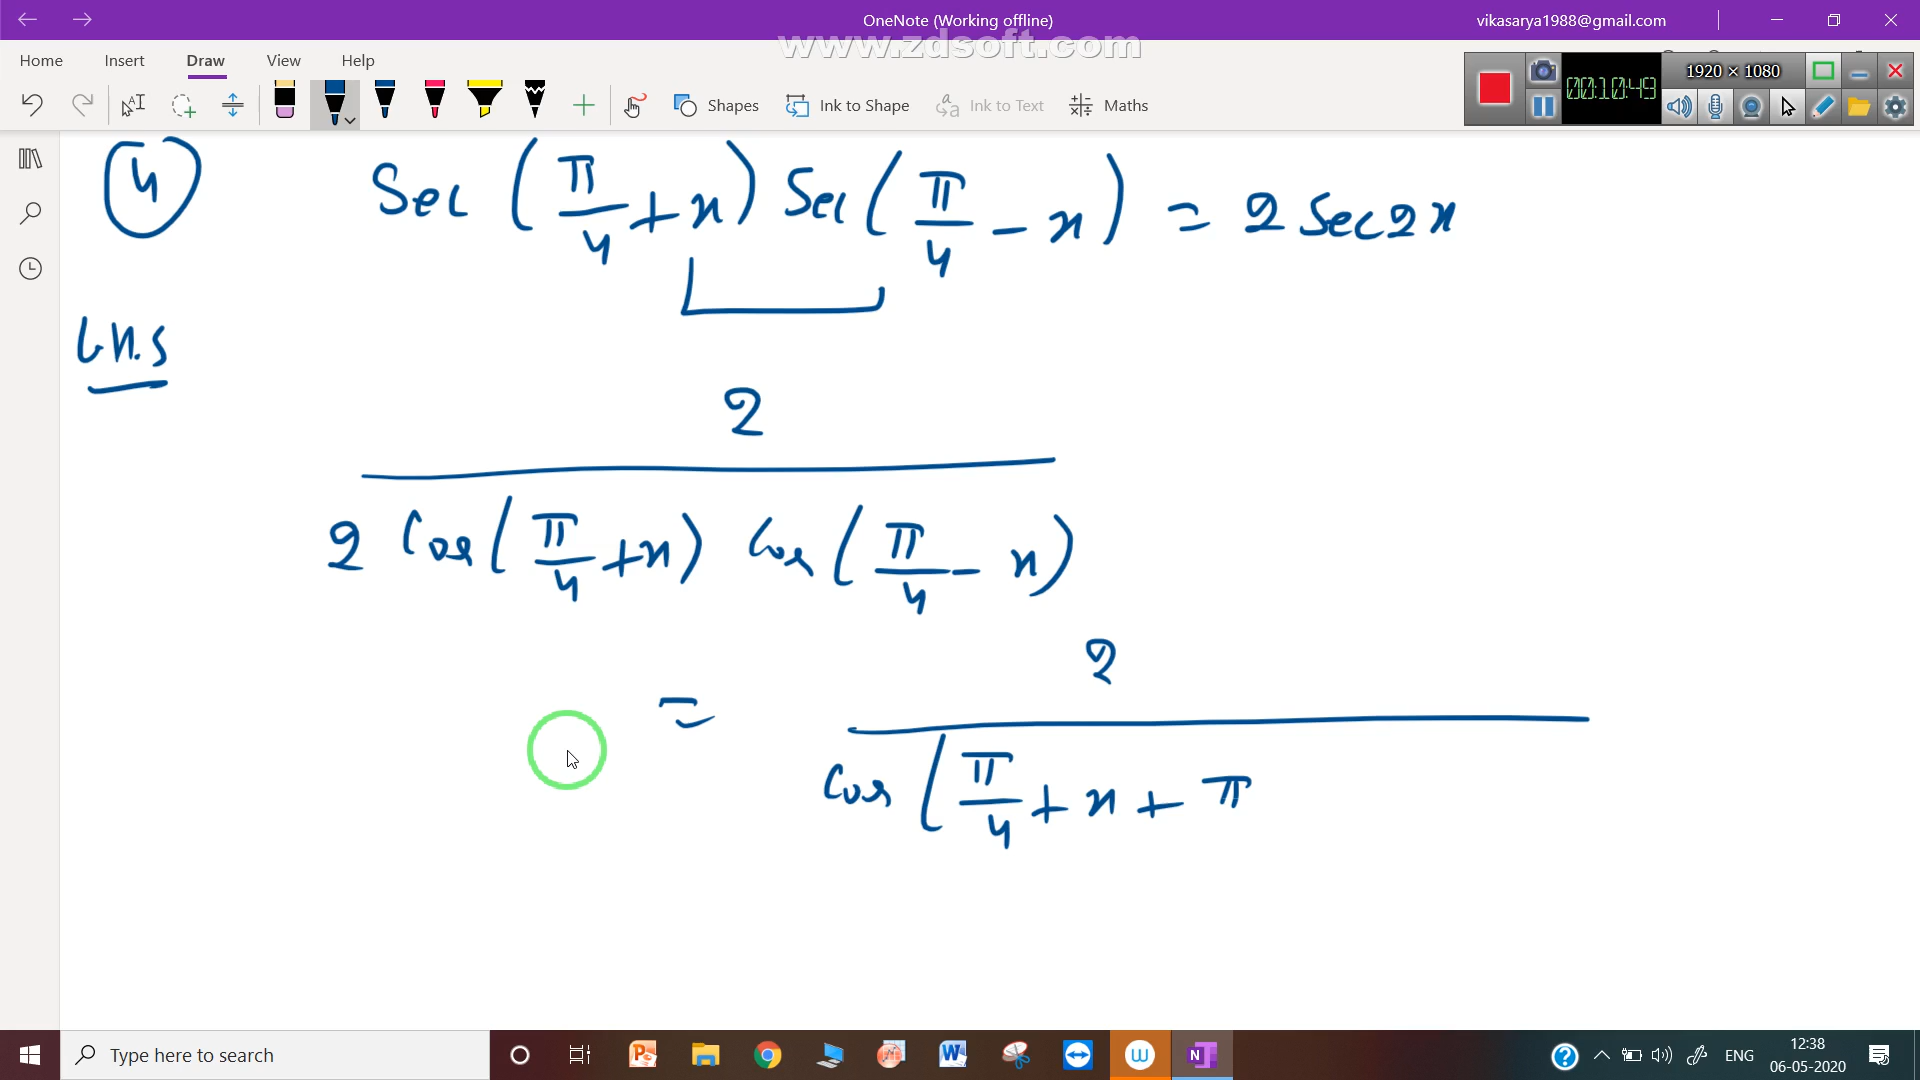 OneNote (Working offline)
vikasarya1988@gmail.com
www.zdsoft.com
Home Insert Draw View Help
1920 × 1080
00:10:49
Shapes Ink to Shape Ink to Text Maths
④ Sec (π/4 + x) Sec (π/4 - x) = 2 Sec 2x
L.H.S
2
2 Cos (π/4 + x) Cos (π/4 - x)
= 2
Cos (π/4 + x + π
Type here to search
ENG
12:38
06-05-2020